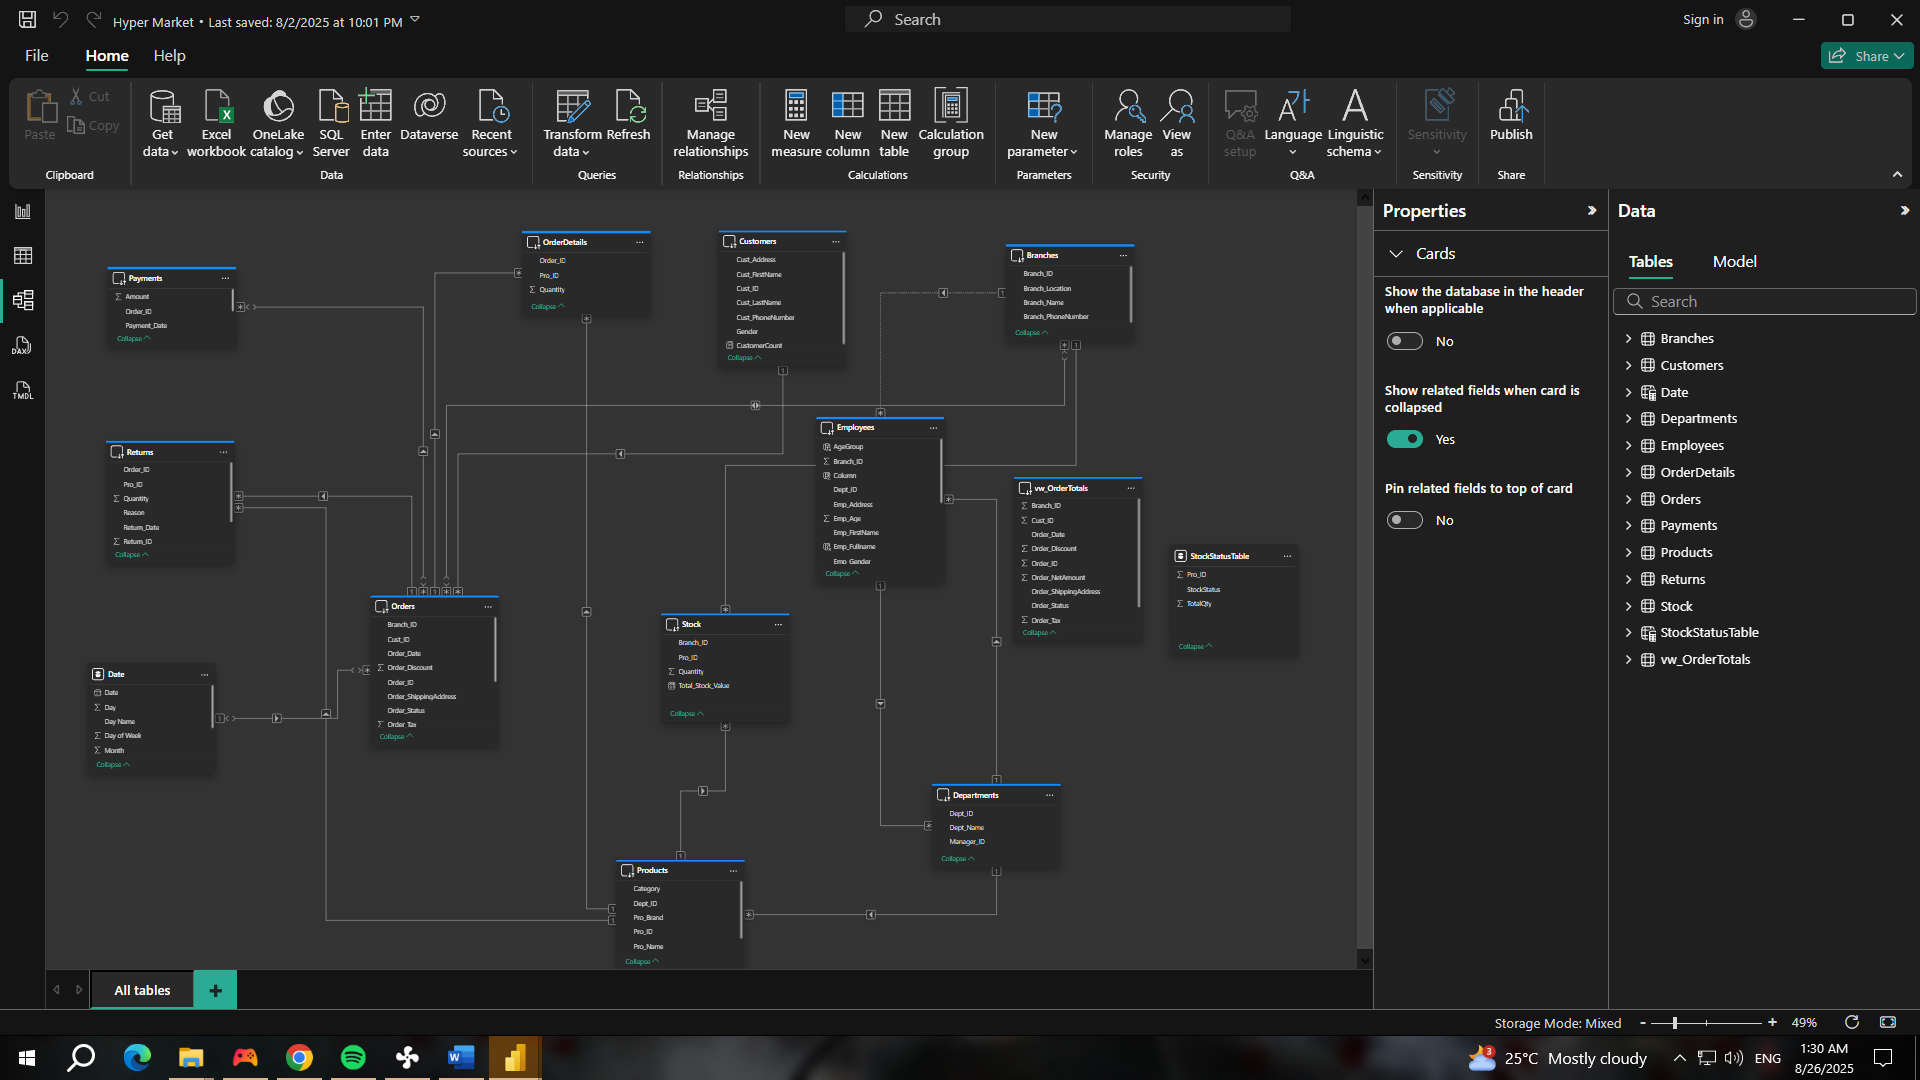 Hyper Market • Last saved: 8/2/2025 at 10:01 PM
Search
Sign in
File
Home
Help
Share
Paste
Cut
Copy
Clipboard
Get data
Excel workbook
OneLake catalog
SQL Server
Enter data
Dataverse
Recent sources
Data
Transform data
Refresh
Queries
Manage relationships
Relationships
New measure
New column
New table
Calculation group
Calculations
New parameter
Parameters
Manage roles
View as
Security
Q&A setup
Language
Linguistic schema
Q&A
Sensitivity
Sensitivity
Publish
Share
DAX
TMDL
Payments
Amount
Order_ID
Payment_Date
Collapse
OrderDetails
Order_ID
Pro_ID
Quantity
Collapse
Customers
Cust_Address
Cust_FirstName
Cust_ID
Cust_LastName
Cust_PhoneNumber
Gender
CustomerCount
Collapse
Branches
Branch_ID
Branch_Location
Branch_Name
Branch_PhoneNumber
Collapse
Returns
Order_ID
Pro_ID
Quantity
Reason
Return_Date
Return_ID
Collapse
Employees
AgeGroup
Branch_ID
Column
Dept_ID
Emp_Address
Emp_Age
Emp_FirstName
Emp_Fullname
Emp_Gender
Collapse
vw_OrderTotals
Branch_ID
Cust_ID
Order_Date
Order_Discount
Order_ID
Order_NetAmount
Order_ShippingAddress
Order_Status
Order_Tax
Collapse
StockStatusTable
Pro_ID
StockStatus
TotalQty
Collapse
Orders
Branch_ID
Cust_ID
Order_Date
Order_Discount
Order_ID
Order_ShippingAddress
Order_Status
Order_Tax
Collapse
Stock
Branch_ID
Pro_ID
Quantity
Total_Stock_Value
Collapse
Date
Date
Day
Day Name
Day of Week
Month
Collapse
Departments
Dept_ID
Dept_Name
Manager_ID
Collapse
Products
Category
Dept_ID
Pro_Brand
Pro_ID
Pro_Name
Collapse
Properties
Cards
Show the database in the header
when applicable
No
Show related fields when card is
collapsed
Yes
Pin related fields to top of card
No
Data
Tables
Model
Search
Branches
Customers
Date
Departments
Employees
OrderDetails
Orders
Payments
Products
Returns
Stock
StockStatusTable
vw_OrderTotals
All tables
Storage Mode: Mixed
- + 49%
3
25°C Mostly cloudy
ENG
1:30 AM
8/26/2025